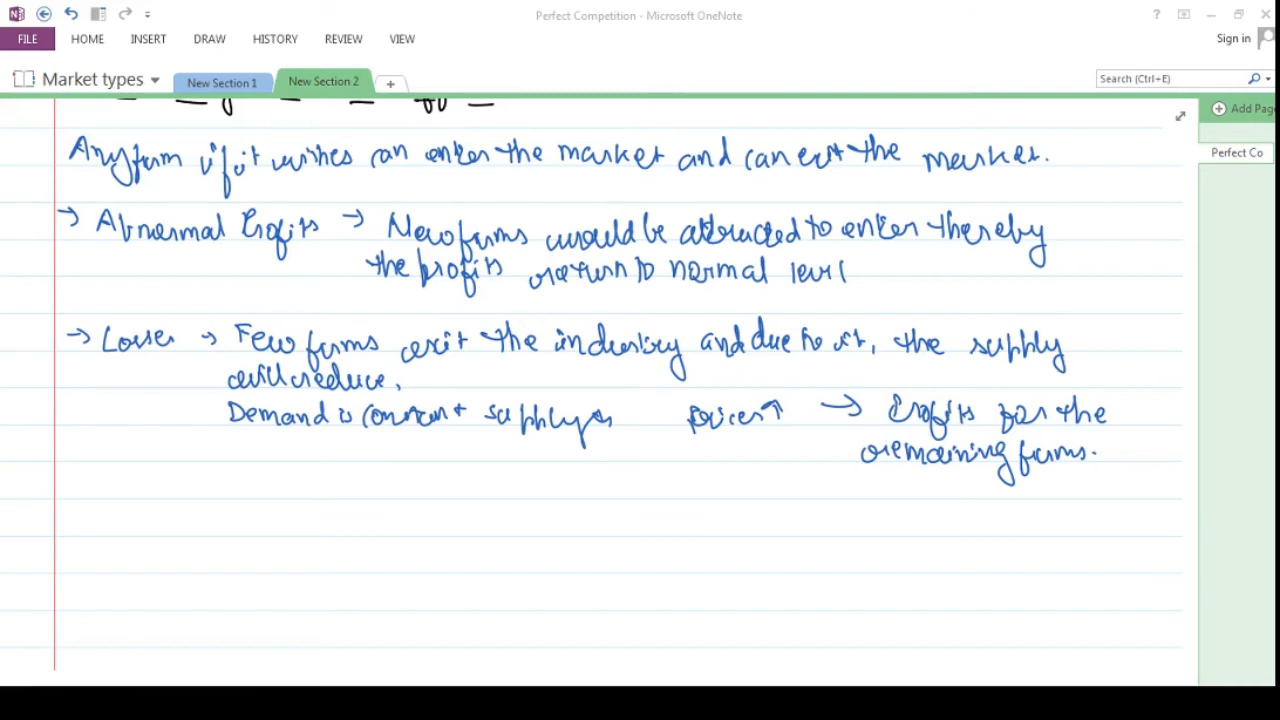 Perfect Competition - Microsoft OneNote
Sign in
FILE HOME INSERT DRAW HISTORY REVIEW VIEW
Market types New Section 1 New Section 2 + Search (Ctrl+E)
Add Pag
Perfect Co
Any firm if it wishes can enter the market and can exit the market.
→ Abnormal Profits → New firms would be attracted to enter thereby
the profits return to normal level
→ Losses → Few firms exit the industry and due to it, the supply
will reduce,
Demand is constant supply prices↑ → Profits for the
remaining firms.